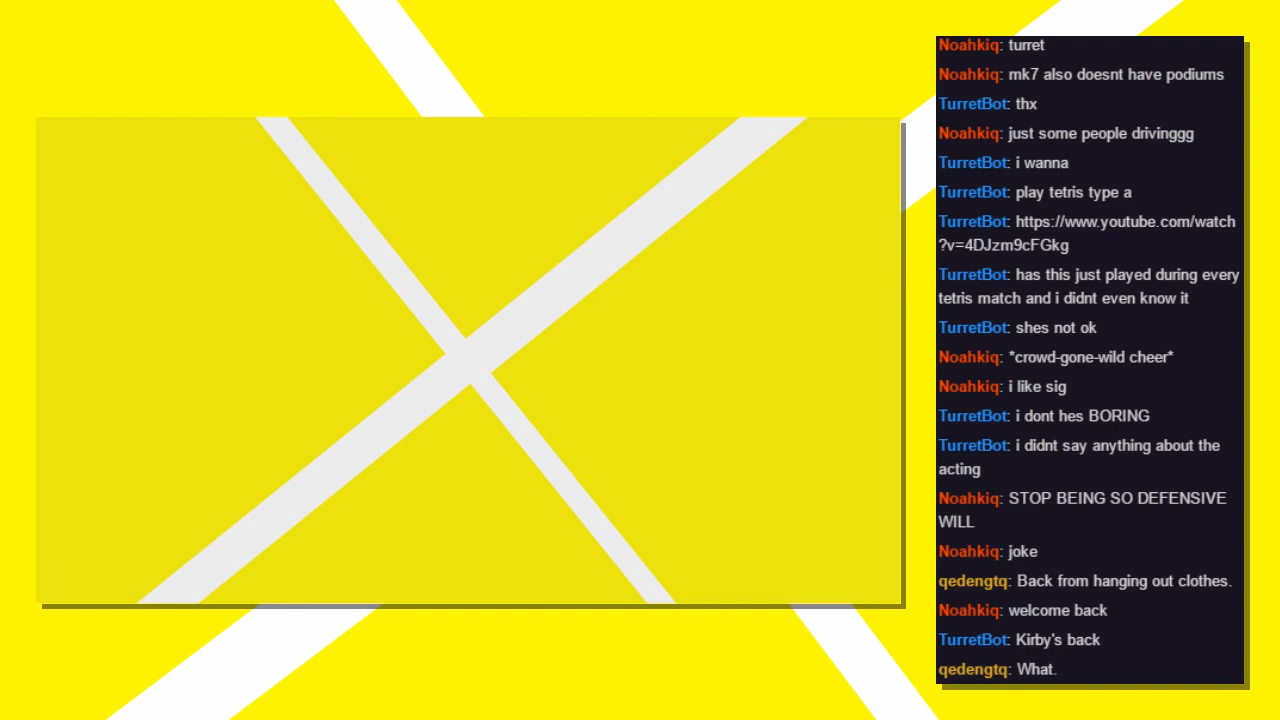 Noahkiq: turret
Noahkiq: mk7 also doesnt have podiums
TurretBot: thx
Noahkiq: just some people drivinggg
TurretBot: i wanna
TurretBot: play tetris type a
TurretBot: https://www.youtube.com/watch
?v=4DJzm9cFGkg
TurretBot: has this just played during every
tetris match and i didnt even know it
TurretBot: shes not ok
Noahkiq: *crowd-gone-wild cheer*
Noahkiq: i like sig
TurretBot: i dont hes BORING
TurretBot: i didnt say anything about the
acting
Noahkiq: STOP BEING SO DEFENSIVE
WILL
Noahkiq: joke
qedengtq: Back from hanging out clothes.
Noahkiq: welcome back
TurretBot: Kirby's back
qedengtq: What.